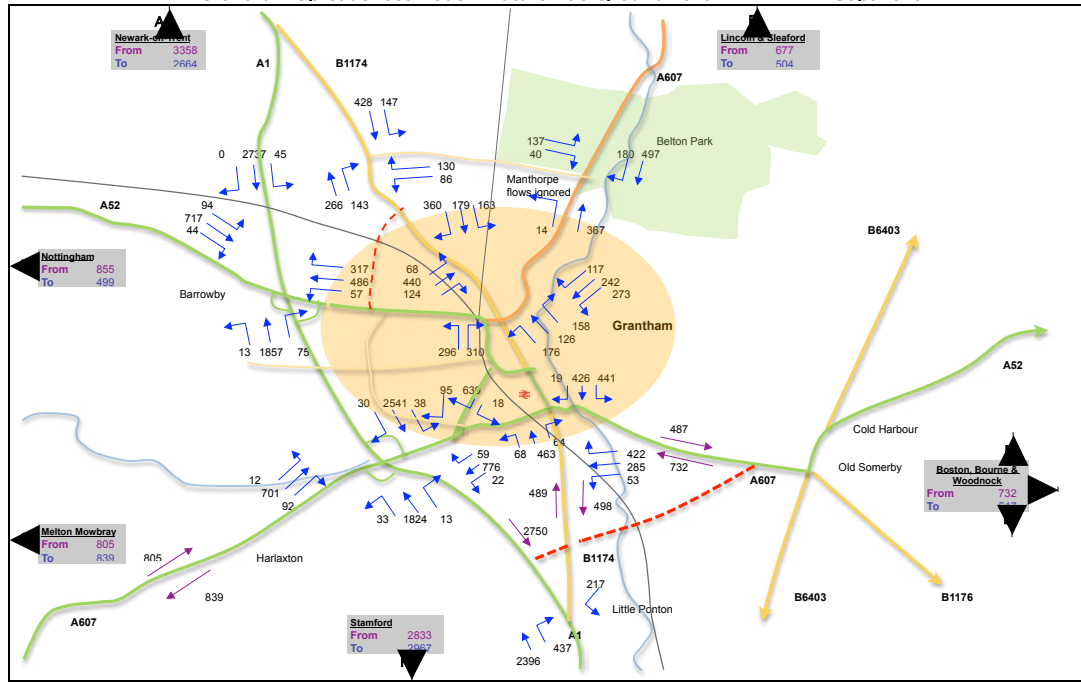 Newark-on-Trent
From 3358
To 2664
A1
B1174
Lincoln & Sleaford
From 677
To 504
A607
428 147
137
40
Belton Park
0 2737 45
130
86
180 497
Manthorpe
flows ignored
A52
94
717
44
266 143
360 179 163
14
367
B6403
Nottingham
From 855
To 499
317
486
57
68
440
124
117
242
273
Barrowby
158
126
Grantham
13 1857 75
296 310
176
A52
19 426 441
30 2541 38
95 639
18
487
Cold Harbour
64
68 463
59
776
22
422
285
53
732
Old Somerby
A607
Boston, Bourne &
Woodnock
From 732
To
12
701
92
489
498
33 1824 13
2750
Melton Mowbray
From 805
To 839
805
Harlaxton
B1174
839
217
B6403
B1176
Little Ponton
A607
Stamford
From 2833
To 2967
A1
437
2396